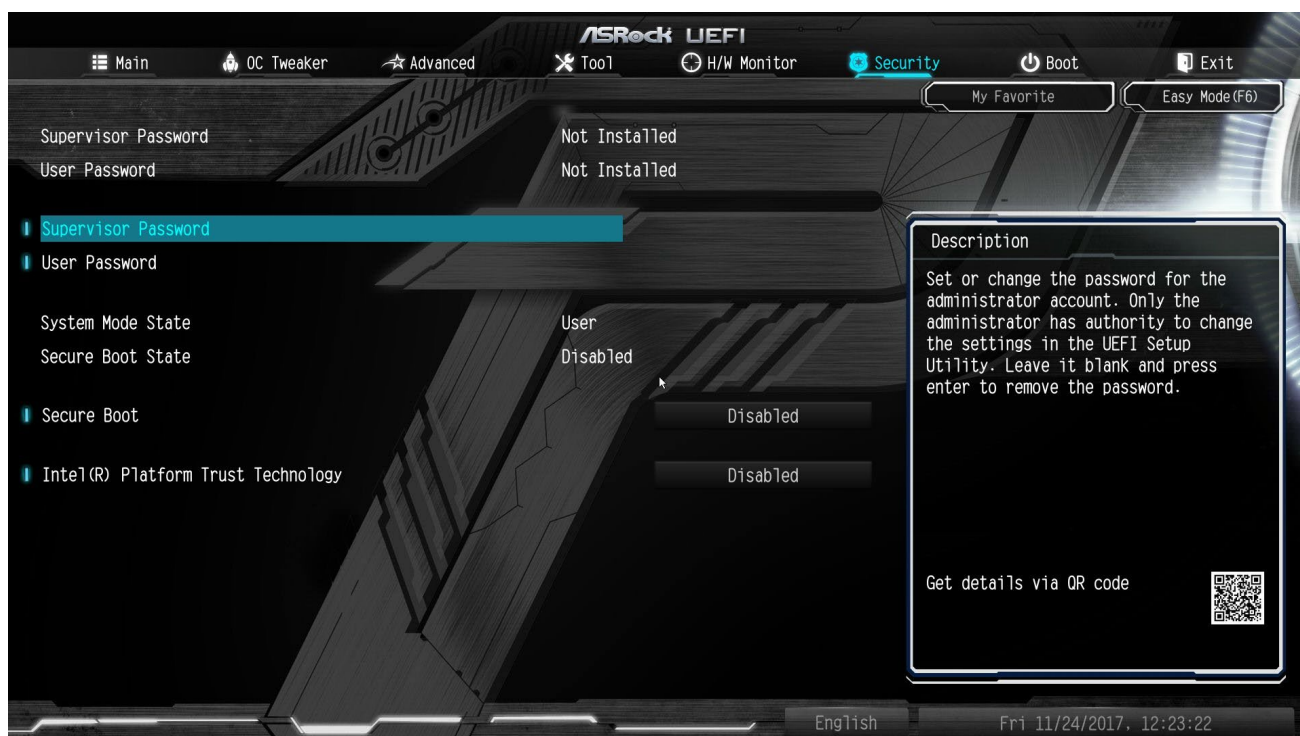 ASRock UEFI
Main OC Tweaker Advanced Tool H/W Monitor Security Boot Exit
My Favorite Easy Mode(F6)
Supervisor Password Not Installed
User Password Not Installed
Supervisor Password
User Password
System Mode State User
Secure Boot State Disabled
Secure Boot Disabled
Intel(R) Platform Trust Technology Disabled
Description
Set or change the password for the
administrator account. Only the
administrator has authority to change
the settings in the UEFI Setup
Utility. Leave it blank and press
enter to remove the password.
Get details via QR code
English Fri 11/24/2017, 12:23:22